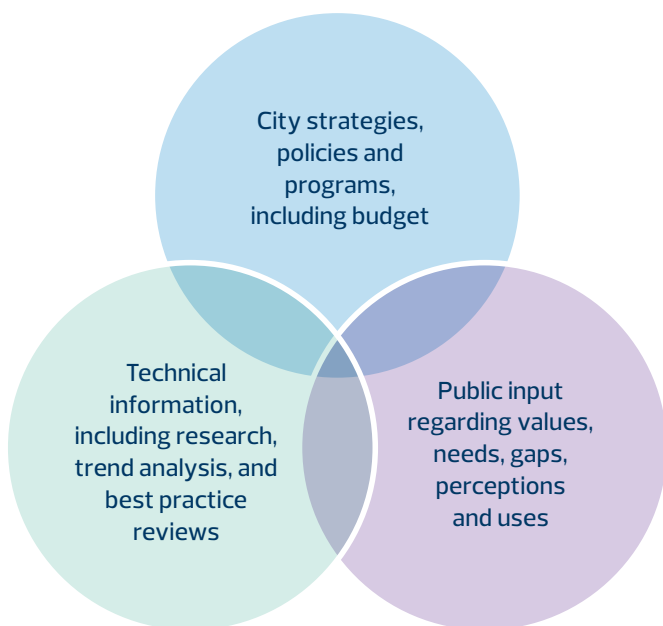 City strategies,
policies and
programs,
including budget
Technical
information,
including research,
trend analysis, and
best practice
reviews
Public input
regarding values,
needs, gaps,
perceptions
and uses